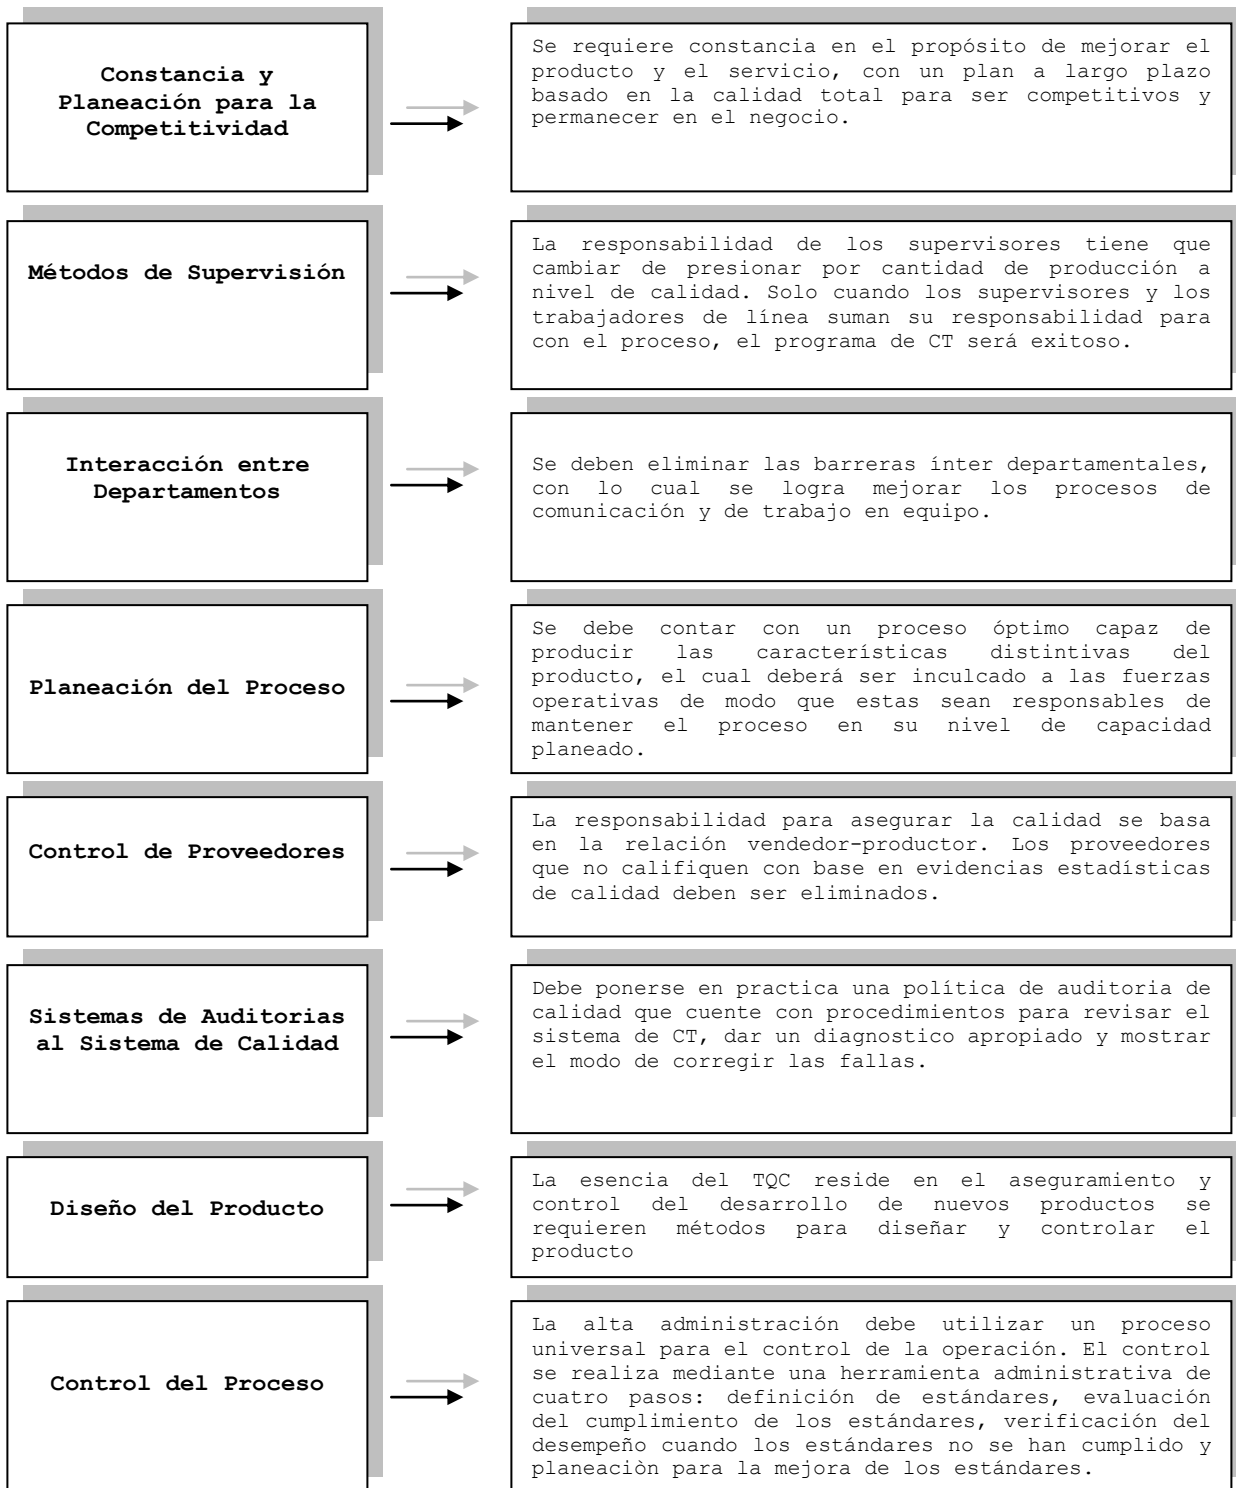 Constancia y
Planeación para la
Competitividad
Se requiere constancia en el propósito de mejorar el
producto y el servicio, con un plan a largo plazo
basado en la calidad total para ser competitivos y
permanecer en el negocio.
Métodos de Supervisión
La responsabilidad de los supervisores tiene que
cambiar de presionar por cantidad de producción a
nivel de calidad. Solo cuando los supervisores y los
trabajadores de línea suman su responsabilidad para
con el proceso, el programa de CT será exitoso.
Interacción entre
Departamentos
Se deben eliminar las barreras ínter departamentales,
con lo cual se logra mejorar los procesos de
comunicación y de trabajo en equipo.
Planeación del Proceso
Se debe contar con un proceso óptimo capaz de
producir las características distintivas del
producto, el cual deberá ser inculcado a las fuerzas
operativas de modo que estas sean responsables de
mantener el proceso en su nivel de capacidad
planeado.
Control de Proveedores
La responsabilidad para asegurar la calidad se basa
en la relación vendedor-productor. Los proveedores
que no califiquen con base en evidencias estadísticas
de calidad deben ser eliminados.
Sistemas de Auditorias
al Sistema de Calidad
Debe ponerse en practica una política de auditoria de
calidad que cuente con procedimientos para revisar el
sistema de CT, dar un diagnostico apropiado y mostrar
el modo de corregir las fallas.
Diseño del Producto
La esencia del TQC reside en el aseguramiento y
control del desarrollo de nuevos productos se
requieren métodos para diseñar y controlar el
producto
Control del Proceso
La alta administración debe utilizar un proceso
universal para el control de la operación. El control
se realiza mediante una herramienta administrativa de
cuatro pasos: definición de estándares, evaluación
del cumplimiento de los estándares, verificación del
desempeño cuando los estándares no se han cumplido y
planeaciòn para la mejora de los estándares.